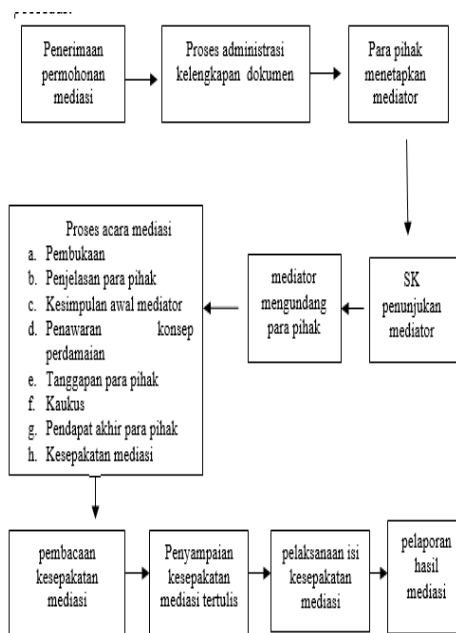 Penerimaan
permohonan
mediasi
Proses administrasi
kelengkapan dokumen
Para pihak
menetapkan
mediator
SK
penunjukan
mediator
mediator
mengundang
para pihak
Proses acara mediasi
a. Pembukaan
b. Penjelasan para pihak
c. Kesimpulan awal mediator
d. Penawaran konsep
perdamaian
e. Tanggapan para pihak
f. Kaukus
g. Pendapat akhir para pihak
h. Kesepakatan mediasi
pembacaan
kesepakatan
mediasi
Penyampaian
kesepakatan
mediasi tertulis
pelaksanaan isi
kesepakatan
mediasi
pelaporan
hasil
mediasi